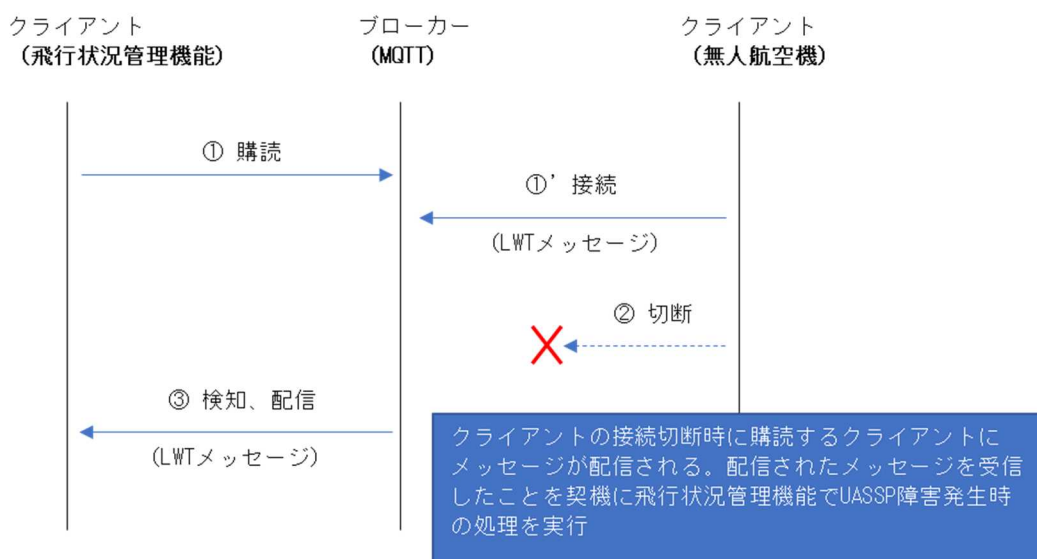 クライアント
(飛行状況管理機能)
ブローカー
(MQTT)
クライアント
(無人航空機)
① 購読
①’接続
(LWTメッセージ)
② 切断
③ 検知、配信
(LWTメッセージ)
クライアントの接続切断時に購読するクライアントに
メッセージが配信される。配信されたメッセージを受信
したことを契機に飛行状況管理機能でUASSP障害発生時
の処理を実行